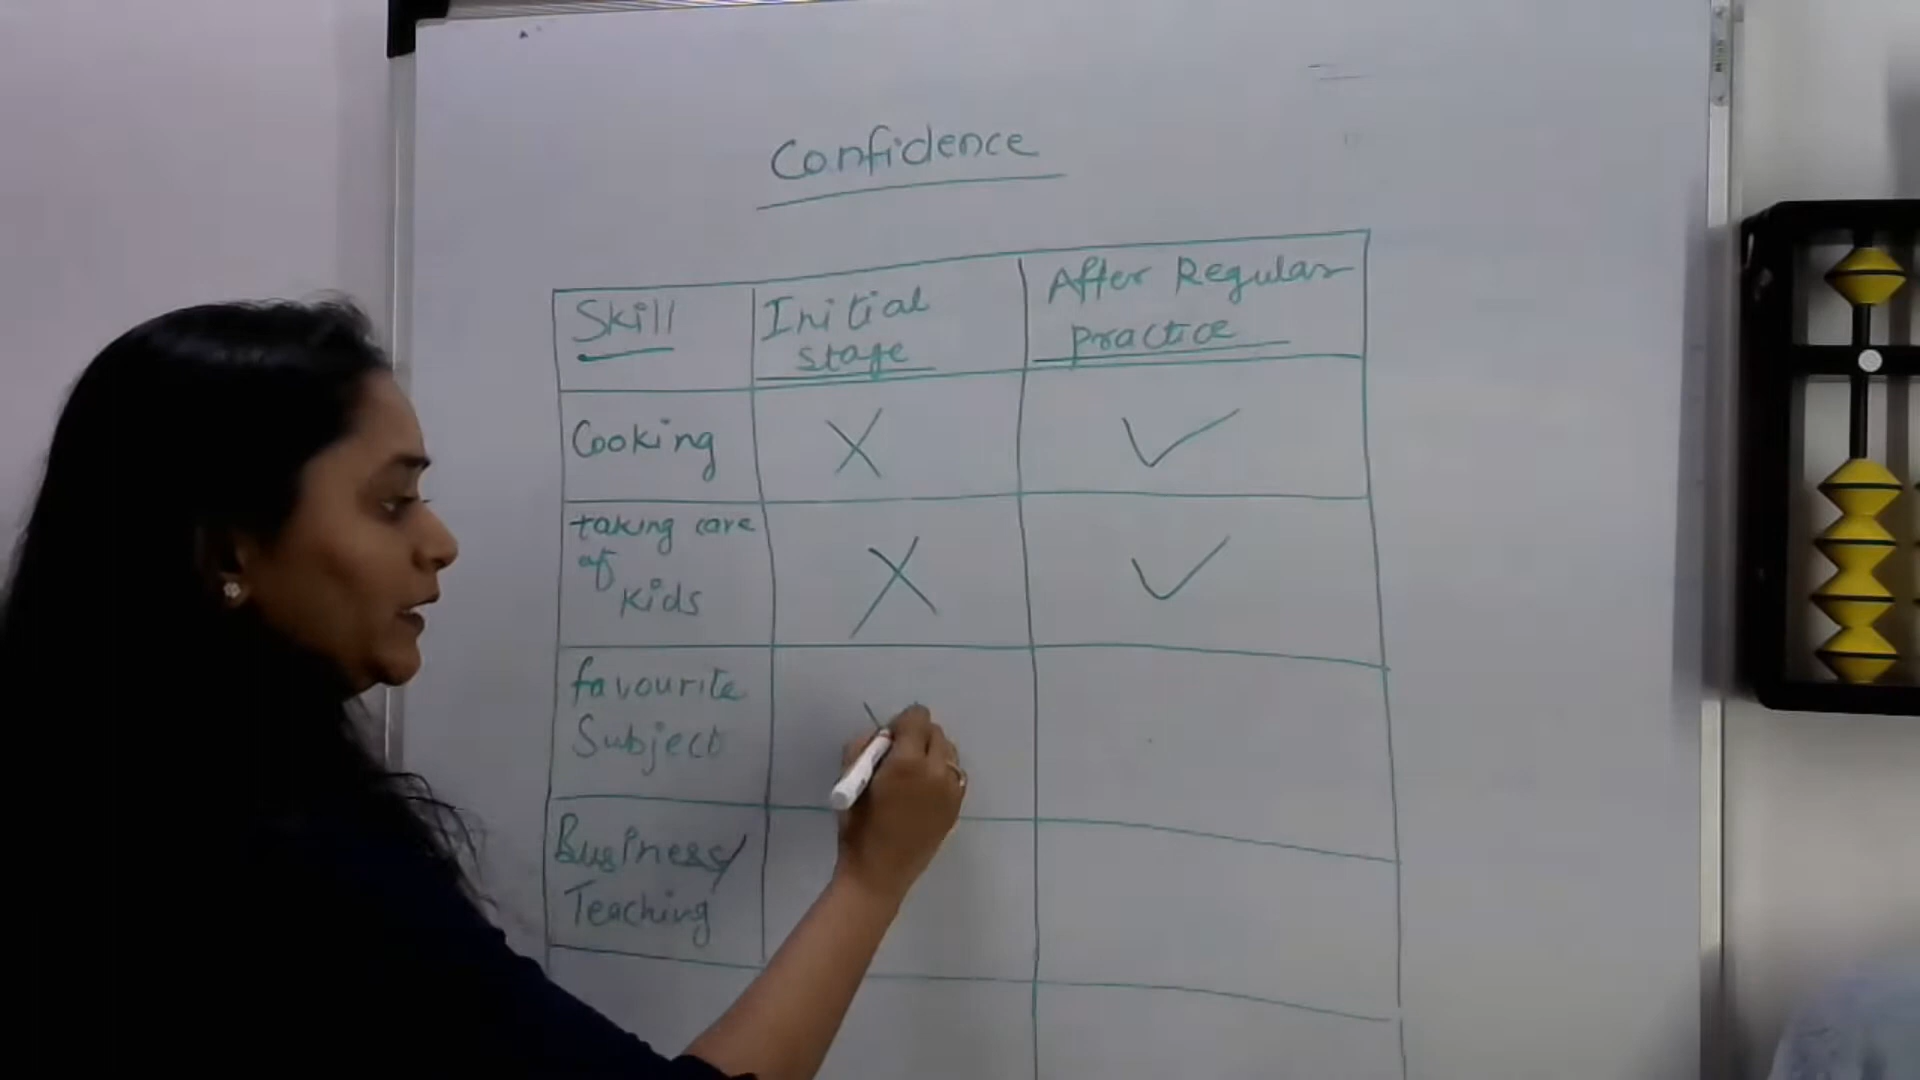 Confidence
Skill
Initial
stage
After Regular
practice
Cooking
X
✓
taking care
of
kids
X
✓
favourite
Subject
Business/
Teaching